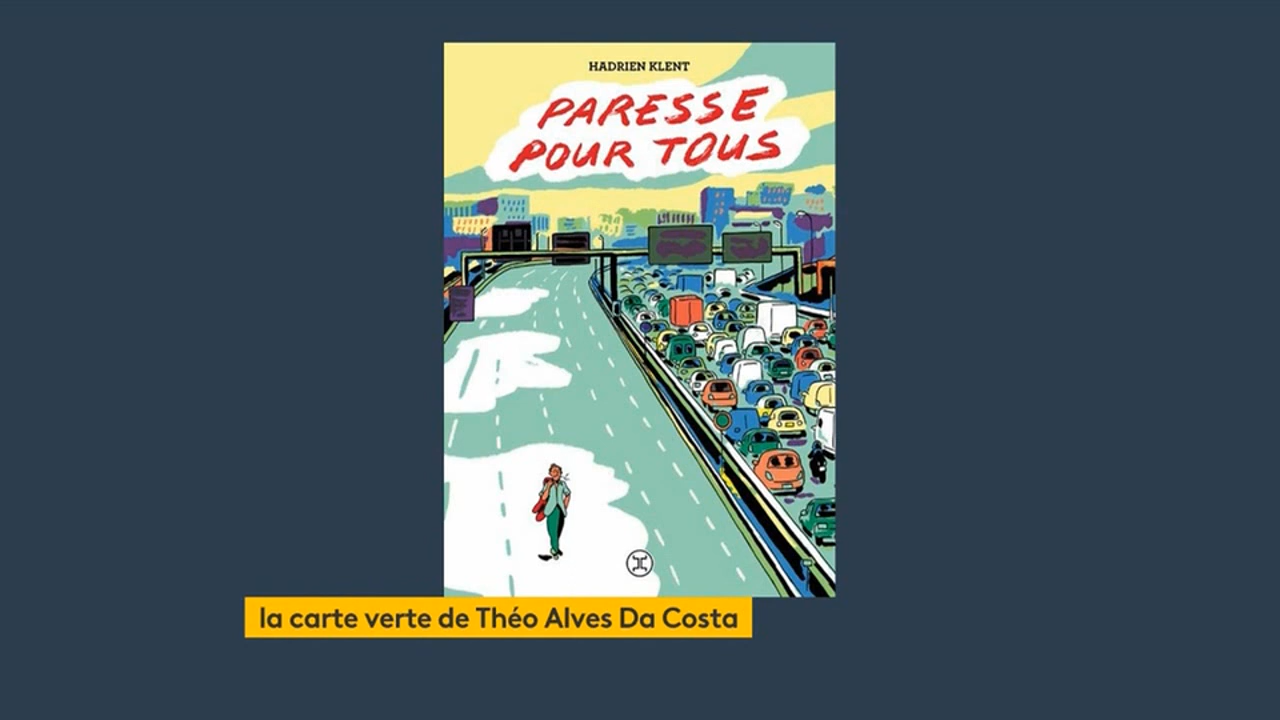 HADRIEN KLENT
PARESSE
POUR TOUS
la carte verte de Théo Alves Da Costa